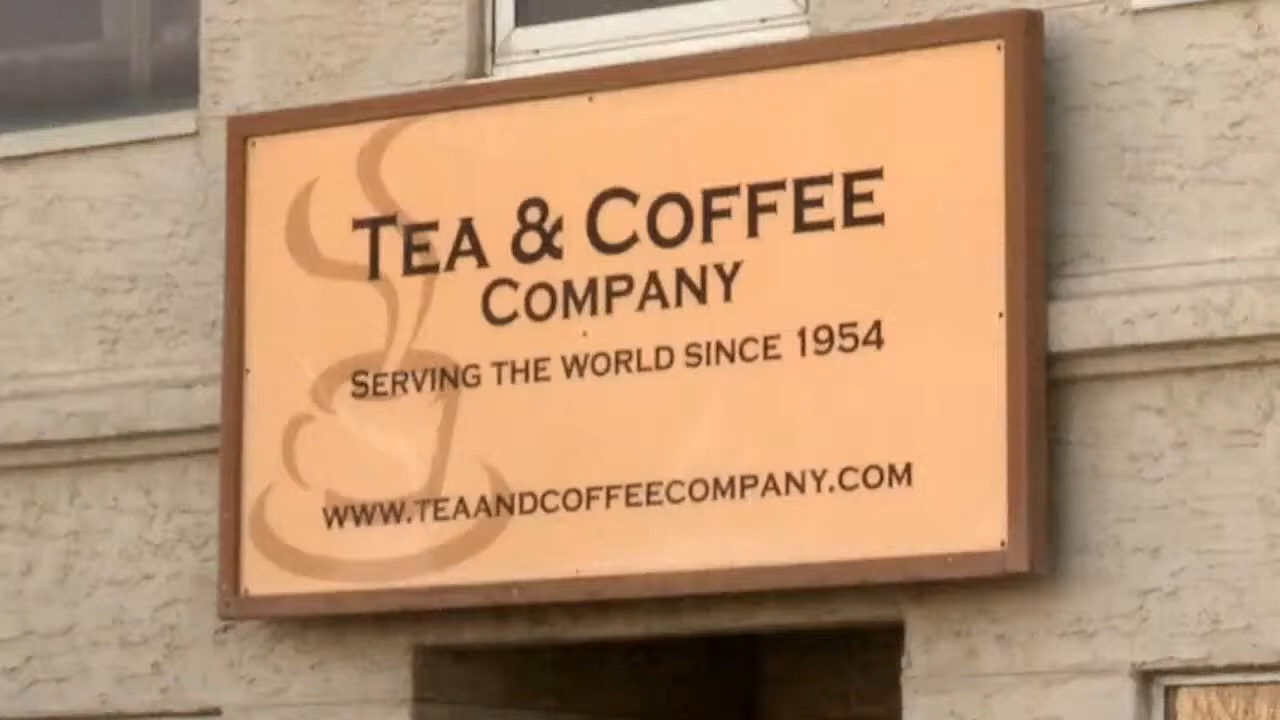 TEA & COFFEE
COMPANY
SERVING THE WORLD SINCE 1954
WWW.TEAANDCOFFEECOMPANY.COM